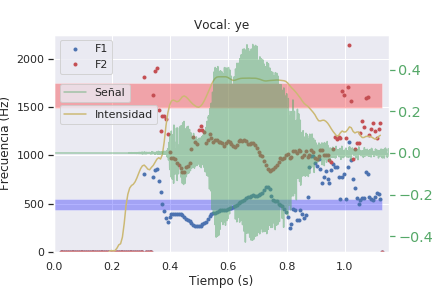 Vocal: ye
F1
F2
Señal
Intensidad
Frecuencia (Hz)
2000
1500
1000
500
0
0.4
0.2
0.0
−0.2
−0.4
0.0 0.2 0.4 0.6 0.8 1.0
Tiempo (s)